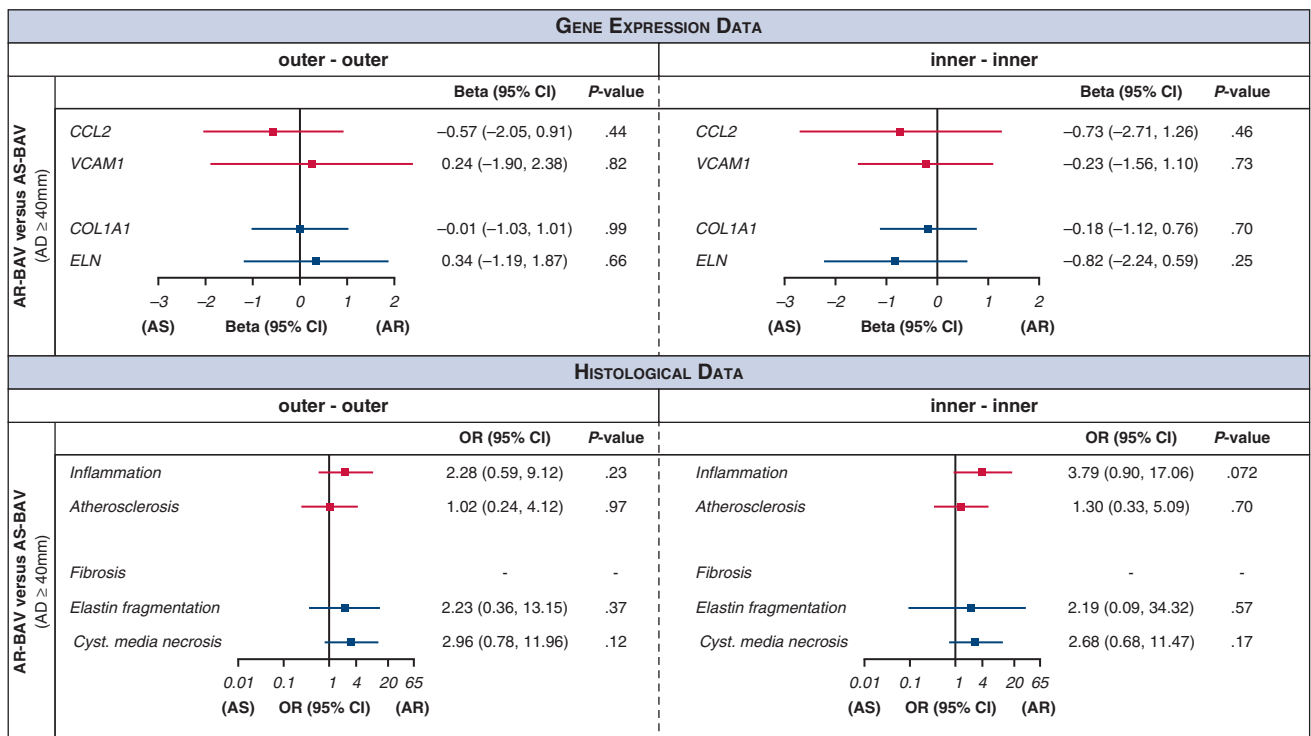 GENE EXPRESSION DATA
outer - outer
inner - inner
AR-BAV versus AS-BAV
(AD ≥ 40mm)
Beta (95% CI) P-value
CCL2 –0.57 (–2.05, 0.91) .44
VCAM1 0.24 (–1.90, 2.38) .82
COL1A1 –0.01 (–1.03, 1.01) .99
ELN 0.34 (–1.19, 1.87) .66
–3 –2 –1 0 1 2
(AS) Beta (95% CI) (AR)
Beta (95% CI) P-value
CCL2 –0.73 (–2.71, 1.26) .46
VCAM1 –0.23 (–1.56, 1.10) .73
COL1A1 –0.18 (–1.12, 0.76) .70
ELN –0.82 (–2.24, 0.59) .25
–3 –2 –1 0 1 2
(AS) Beta (95% CI) (AR)
HISTOLOGICAL DATA
outer - outer
inner - inner
AR-BAV versus AS-BAV
(AD ≥ 40mm)
OR (95% CI) P-value
Inflammation 2.28 (0.59, 9.12) .23
Atherosclerosis 1.02 (0.24, 4.12) .97
Fibrosis - -
Elastin fragmentation 2.23 (0.36, 13.15) .37
Cyst. media necrosis 2.96 (0.78, 11.96) .12
0.01 0.1 1 4 20 65
(AS) OR (95% CI) (AR)
OR (95% CI) P-value
Inflammation 3.79 (0.90, 17.06) .072
Atherosclerosis 1.30 (0.33, 5.09) .70
Fibrosis - -
Elastin fragmentation 2.19 (0.09, 34.32) .57
Cyst. media necrosis 2.68 (0.68, 11.47) .17
0.01 0.1 1 4 20 65
(AS) OR (95% CI) (AR)